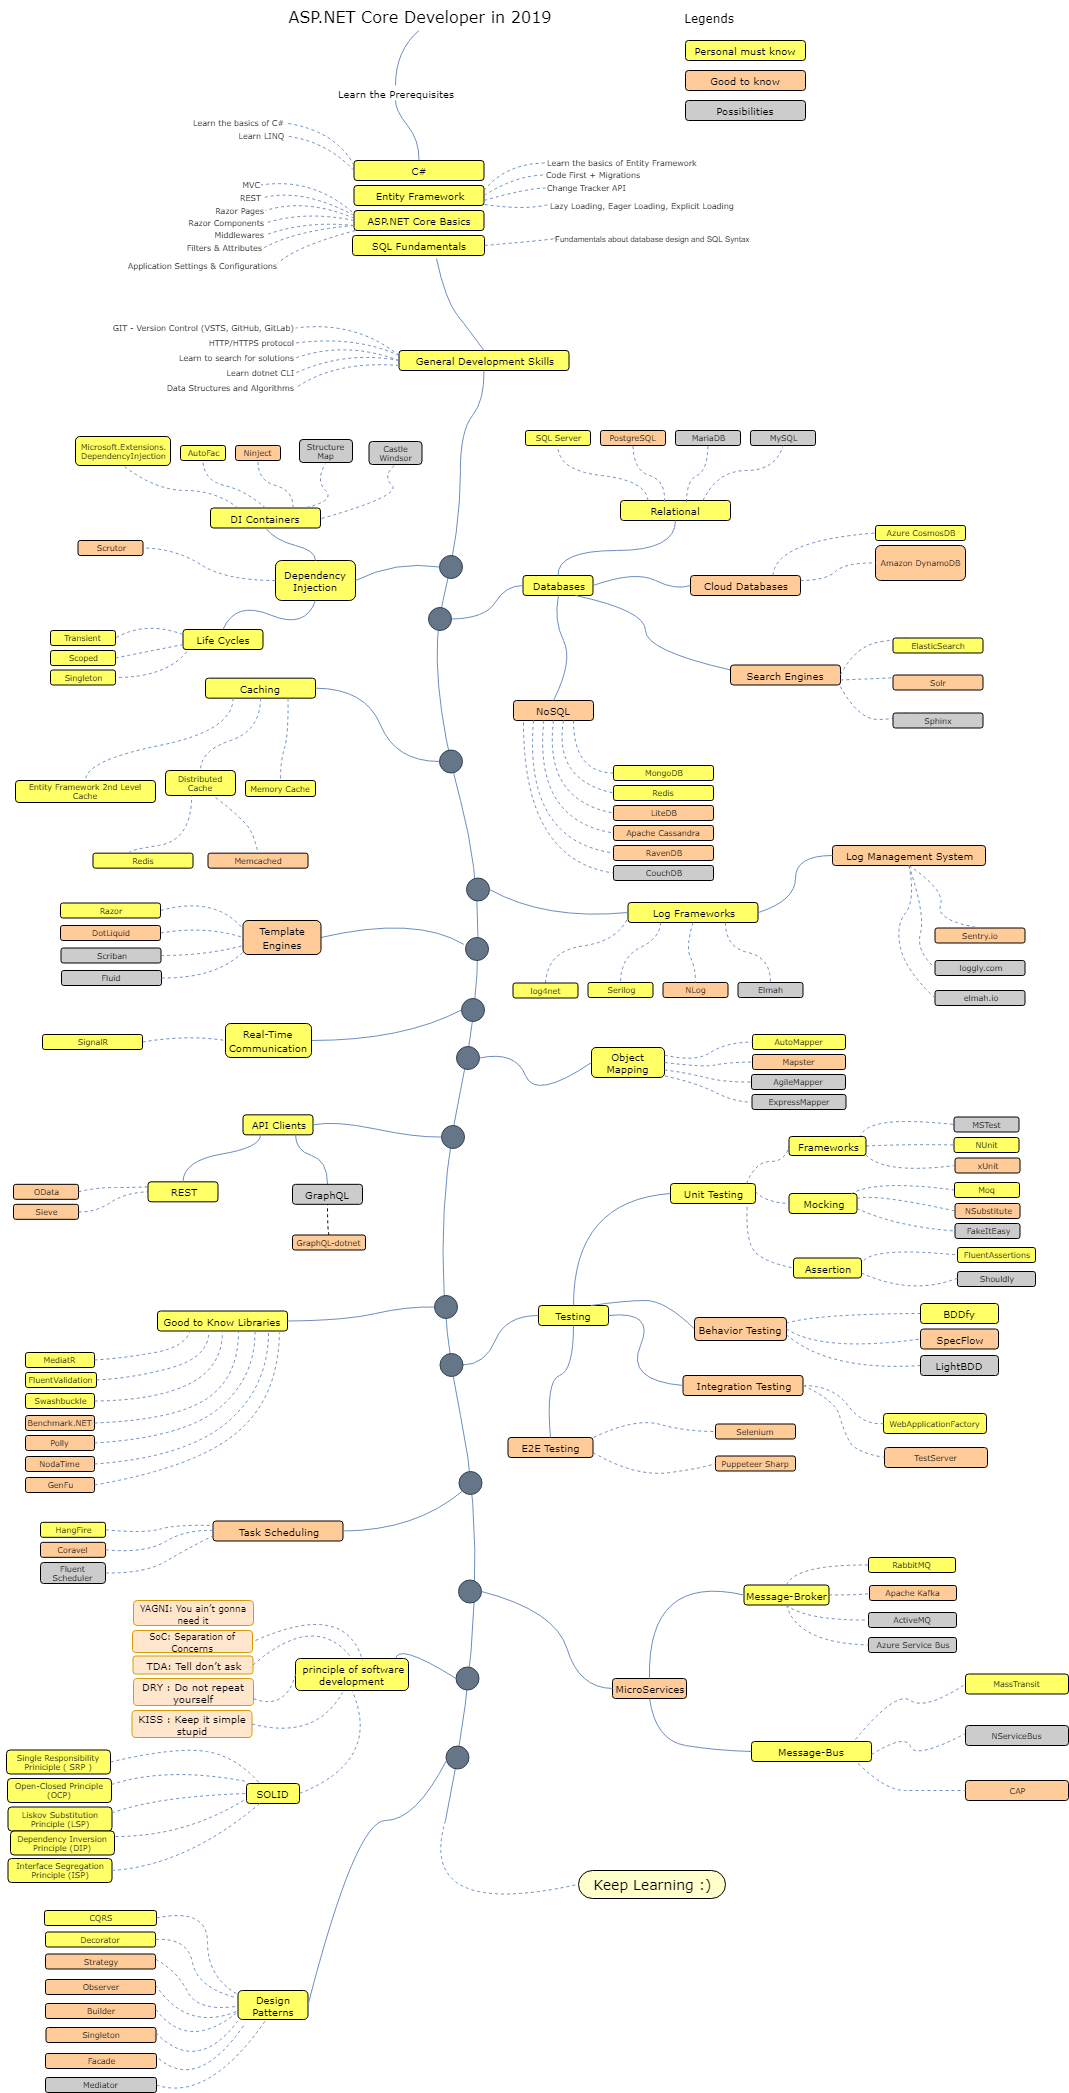 ASP.NET Core Developer in 2019
Legends
Personal must know
Good to know
Possibilities
Learn the Prerequisites
Learn the basics of C#
Learn LINQ
C#
Entity Framework
ASP.NET Core Basics
SQL Fundamentals
Learn the basics of Entity Framework
Code First + Migrations
Change Tracker API
Lazy Loading, Eager Loading, Explicit Loading
Fundamentals about database design and SQL Syntax
MVC
REST
Razor Pages
Razor Components
Middlewares
Filters & Attributes
Application Settings & Configurations
GIT - Version Control (VSTS, GitHub, GitLab)
HTTP/HTTPS protocol
Learn to search for solutions
Learn dotnet CLI
Data Structures and Algorithms
General Development Skills
Microsoft.Extensions.
DependencyInjection
AutoFac
Ninject
Structure
Map
Castle
Windsor
DI Containers
Scrutor
Dependency
Injection
Life Cycles
Transient
Scoped
Singleton
SQL Server
PostgreSQL
MariaDB
MySQL
Relational
Databases
Cloud Databases
Azure CosmosDB
Amazon DynamoDB
Search Engines
ElasticSearch
Solr
Sphinx
NoSQL
MongoDB
Redis
LiteDB
Apache Cassandra
RavenDB
CouchDB
Caching
Entity Framework 2nd Level
Cache
Distributed
Cache
Memory Cache
Redis
Memcached
Log Management System
Log Frameworks
Sentry.io
loggly.com
elmah.io
log4net
Serilog
NLog
Elmah
Razor
DotLiquid
Scriban
Fluid
Template
Engines
SignalR
Real-Time
Communication
Object
Mapping
AutoMapper
Mapster
AgileMapper
ExpressMapper
API Clients
REST
OData
Sieve
GraphQL
GraphQL-dotnet
Unit Testing
Frameworks
MSTest
NUnit
xUnit
Mocking
Moq
NSubstitute
FakeItEasy
Assertion
FluentAssertions
Shouldly
Testing
Behavior Testing
BDDfy
SpecFlow
LightBDD
Integration Testing
WebApplicationFactory
TestServer
E2E Testing
Selenium
Puppeteer Sharp
Good to Know Libraries
MediatR
FluentValidation
Swashbuckle
Benchmark.NET
Polly
NodaTime
GenFu
Task Scheduling
HangFire
Coravel
Fluent
Scheduler
Message-Broker
RabbitMQ
Apache Kafka
ActiveMQ
Azure Service Bus
MicroServices
Message-Bus
MassTransit
NServiceBus
CAP
YAGNI: You ain't gonna
need it
SoC: Separation of
Concerns
TDA: Tell don't ask
DRY : Do not repeat
yourself
KISS : Keep it simple
stupid
principle of software
development
Single Responsibility
Priniciple ( SRP )
Open-Closed Principle
(OCP)
Liskov Substitution
Principle (LSP)
Dependency Inversion
Principle (DIP)
Interface Segregation
Principle (ISP)
SOLID
Keep Learning :)
CQRS
Decorator
Strategy
Observer
Builder
Singleton
Facade
Mediator
Design
Patterns